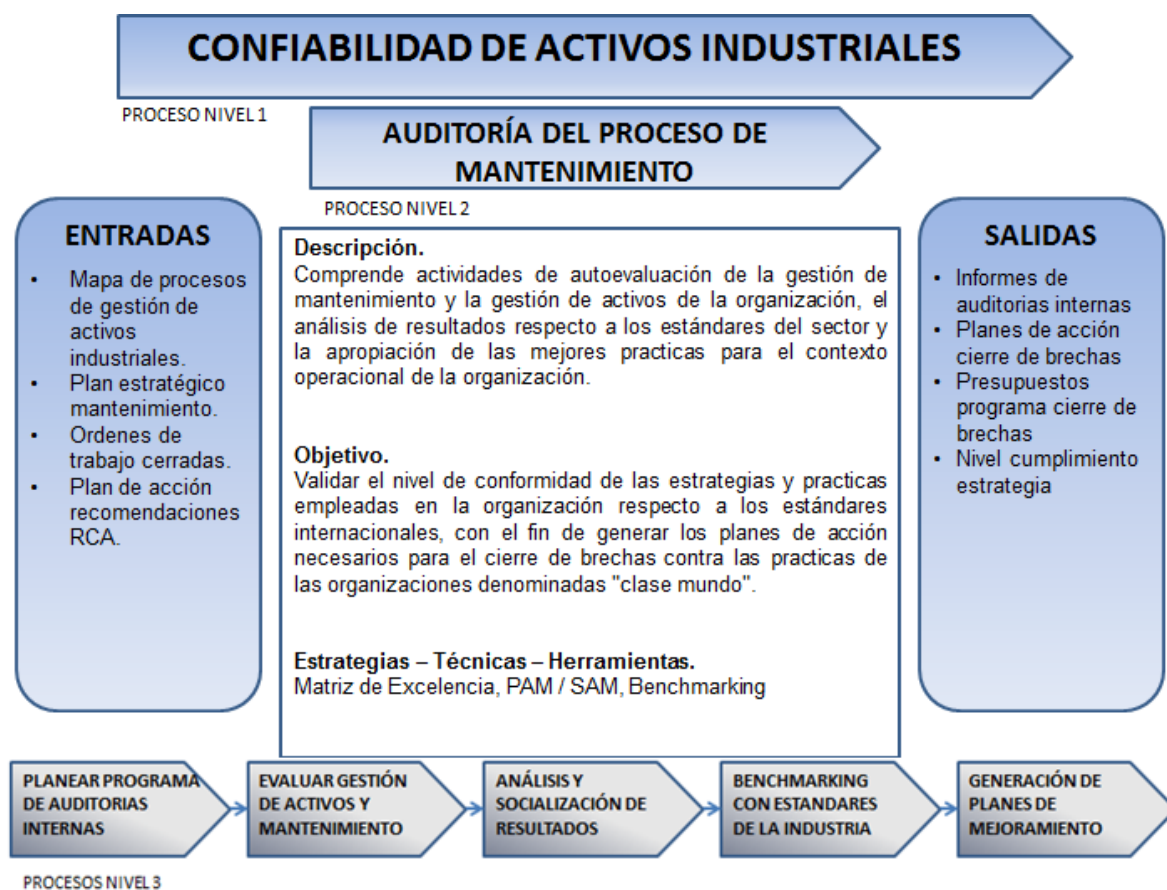 CONFIABILIDAD DE ACTIVOS INDUSTRIALES
PROCESO NIVEL 1
AUDITORÍA DEL PROCESO DE
MANTENIMIENTO
PROCESO NIVEL 2
ENTRADAS
• Mapa de procesos
de gestión de
activos
industriales.
• Plan estratégico
mantenimiento.
• Ordenes de
trabajo cerradas.
• Plan de acción
recomendaciones
RCA.
Descripción.
Comprende actividades de autoevaluación de la gestión de
mantenimiento y la gestión de activos de la organización, el
análisis de resultados respecto a los estándares del sector y
la apropiación de las mejores practicas para el contexto
operacional de la organización.
Objetivo.
Validar el nivel de conformidad de las estrategias y practicas
empleadas en la organización respecto a los estándares
internacionales, con el fin de generar los planes de acción
necesarios para el cierre de brechas contra las practicas de
las organizaciones denominadas "clase mundo".
Estrategias – Técnicas – Herramientas.
Matriz de Excelencia, PAM / SAM, Benchmarking
SALIDAS
• Informes de
auditorias internas
• Planes de acción
cierre de brechas
• Presupuestos
programa cierre de
brechas
• Nivel cumplimiento
estrategia
PLANEAR PROGRAMA
DE AUDITORIAS
INTERNAS
EVALUAR GESTIÓN
DE ACTIVOS Y
MANTENIMIENTO
ANÁLISIS Y
SOCIALIZACIÓN DE
RESULTADOS
BENCHMARKING
CON ESTANDARES
DE LA INDUSTRIA
GENERACIÓN DE
PLANES DE
MEJORAMIENTO
PROCESOS NIVEL 3